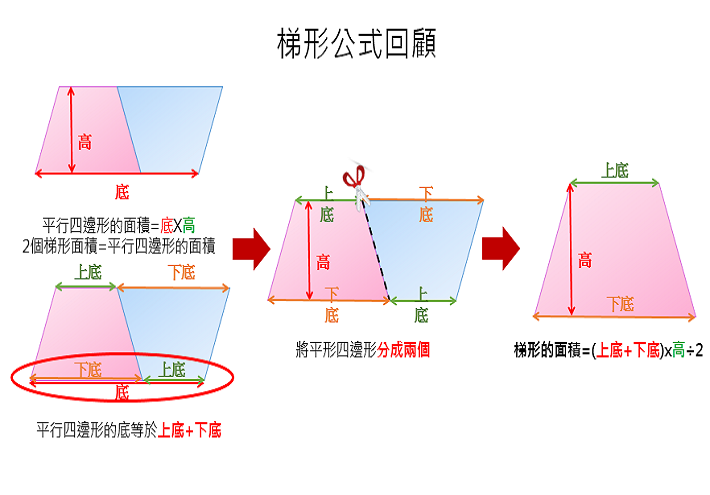 梯形公式回顧
高
底
平行四邊形的面積=底X高
2個梯形面積=平行四邊形的面積
上底
下底
下底
上底
底
平行四邊形的底等於上底+下底
上
底
下
底
高
下
底
上
底
將平形四邊形分成兩個
上底
高
下底
梯形的面積=(上底+下底)x高÷2